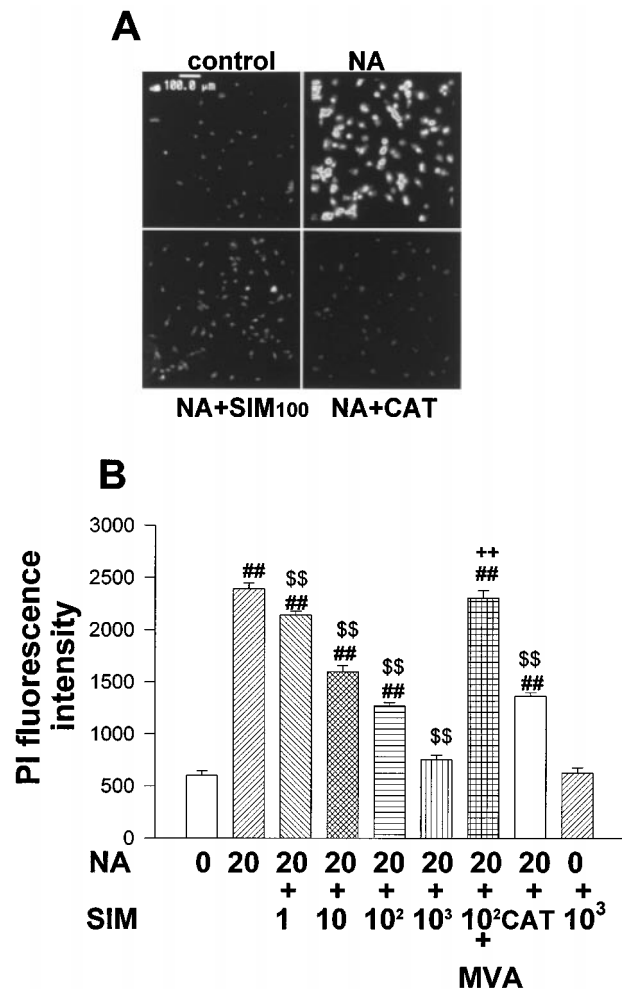 A
control NA
100.0 µm
NA+SIM100 NA+CAT
B
PI fluorescence intensity
3000
2500
2000
1500
1000
500
0
##
$$
##
$$
##
$$
##
$$
++
##
$$
##
NA 0 20 20 20 20 20 20 20 0
+ + + + + + +
SIM 1 10 10² 10³ 10² CAT 10³
+
MVA